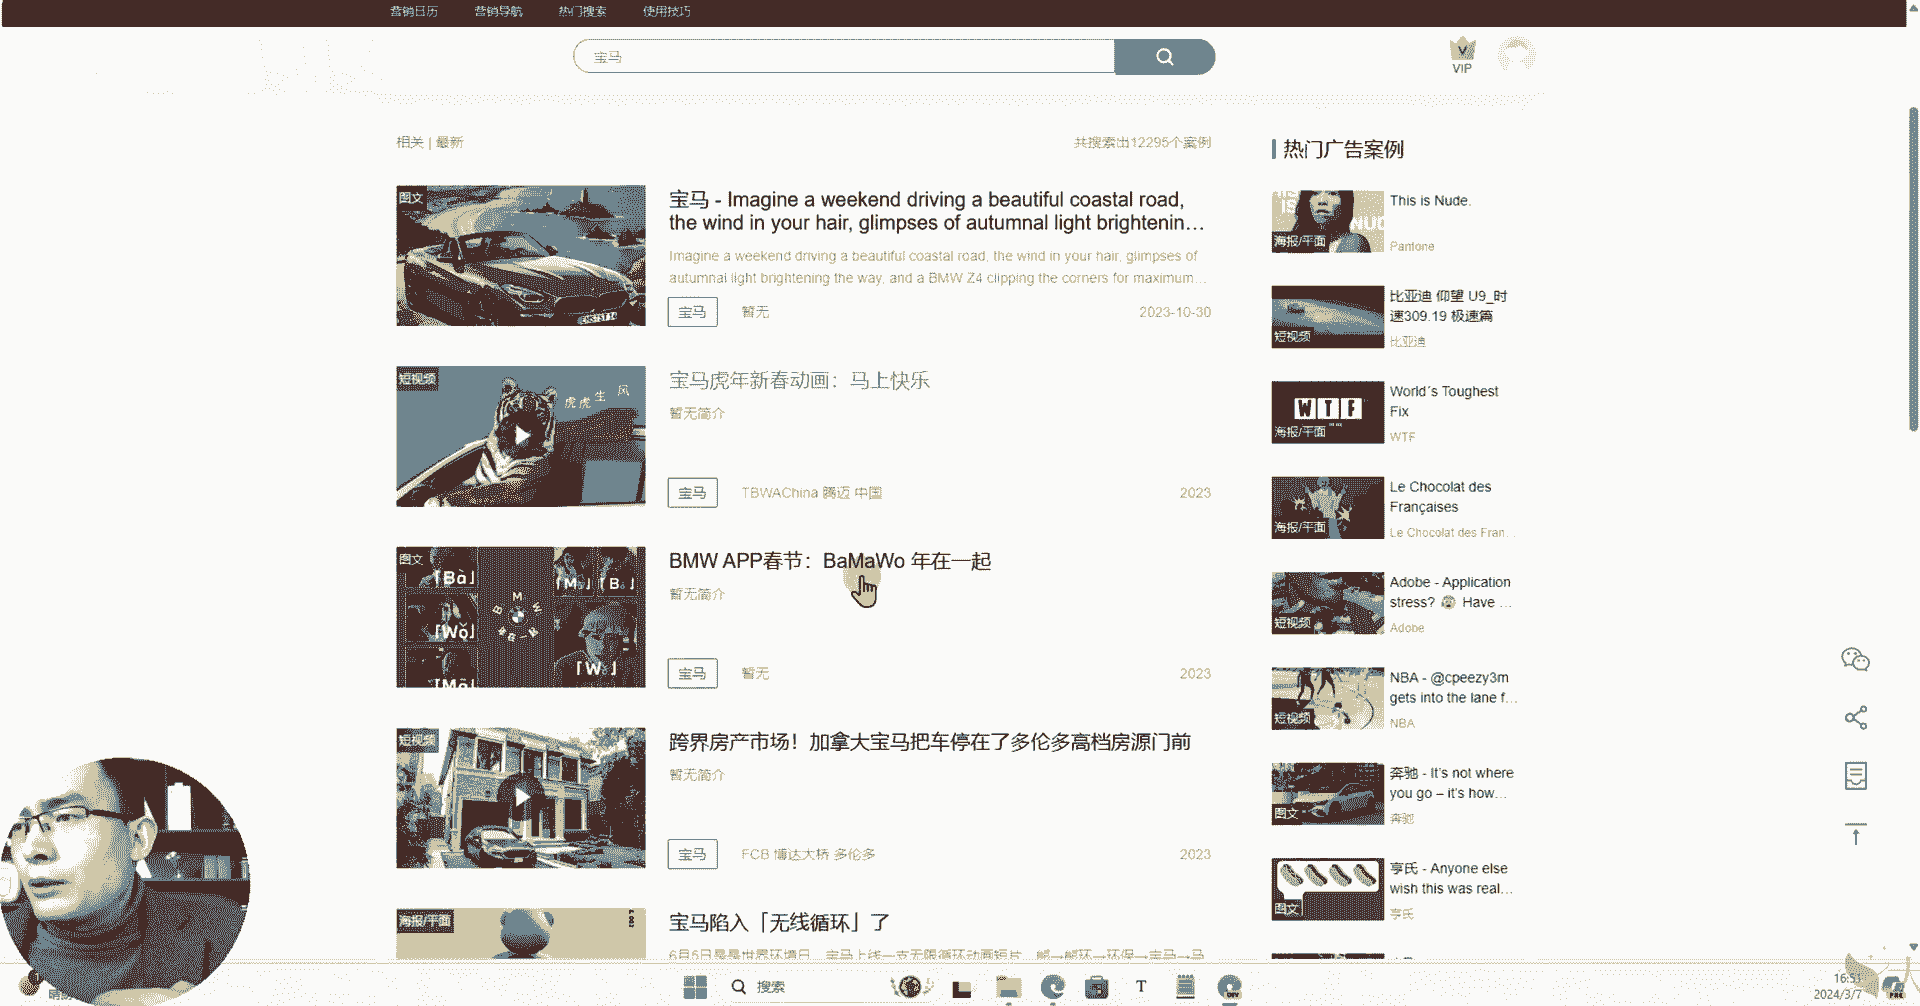 营销日历 营销导航 热门搜索 使用技巧
宝马
VIP
相关 | 最新
共搜索出12295个案例
图文
宝马 - Imagine a weekend driving a beautiful coastal road,
the wind in your hair, glimpses of autumnal light brightenin...
Imagine a weekend driving a beautiful coastal road, the wind in your hair, glimpses of
autumnal light brightening the way, and a BMW Z4 clipping the corners for maximum...
宝马 暂无 2023-10-30
短视频
虎虎生风
宝马虎年新春动画：马上快乐
暂无简介
宝马 TBWAChina 腾迈 中国 2023
图文
「Bà」
「Wǒ」
BMW APP春节：BaMaWo 年在一起
暂无简介
宝马 暂无 2023
短视频
跨界房产市场！加拿大宝马把车停在了多伦多高档房源门前
暂无简介
宝马 FCB 博达大桥 多伦多 2023
海报/平面
宝马陷入「无线循环」了
热门广告案例
海报/平面
This is Nude.
Pantone
短视频
比亚迪 仰望 U9_时
速309.19 极速篇
比亚迪
WTF
海报/平面
World´s Toughest
Fix
WTF
海报/平面
Le Chocolat des
Françaises
Le Chocolat des Fran...
短视频
Adobe - Application
stress? 😰 Have ...
Adobe
短视频
NBA - @cpeezy3m
gets into the lane f...
NBA
图文
奔驰 - It's not where
you go – it's how...
奔驰
图文
亨氏 - Anyone else
wish this was real...
亨氏
搜索
16:51
2024/3/7